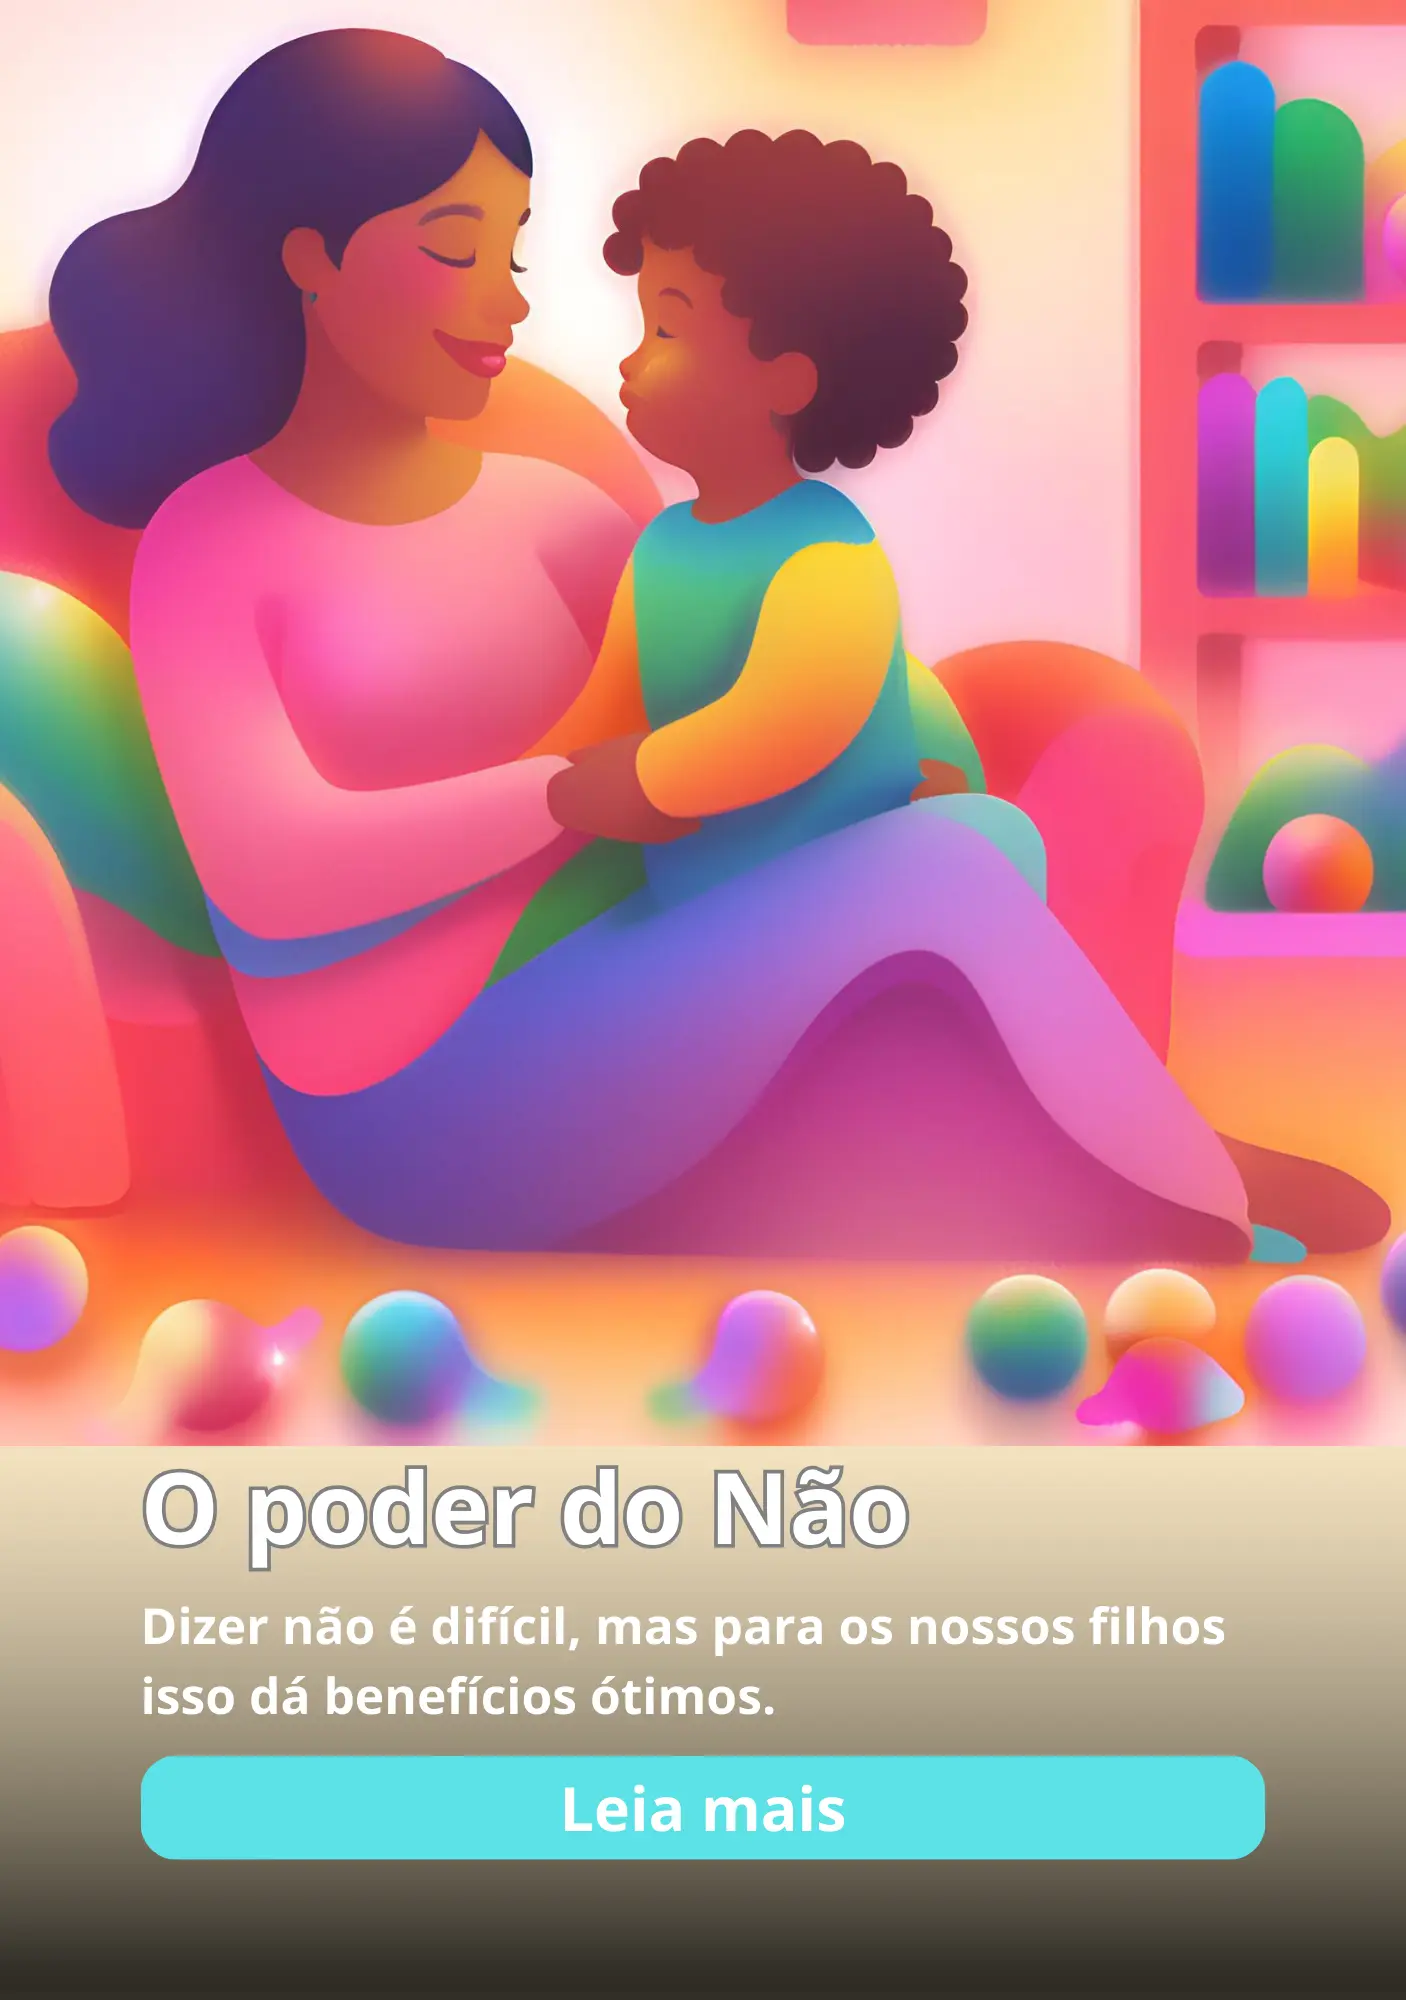 O poder do Não
Dizer não é difícil, mas para os nossos filhos
isso dá benefícios ótimos.
Leia mais